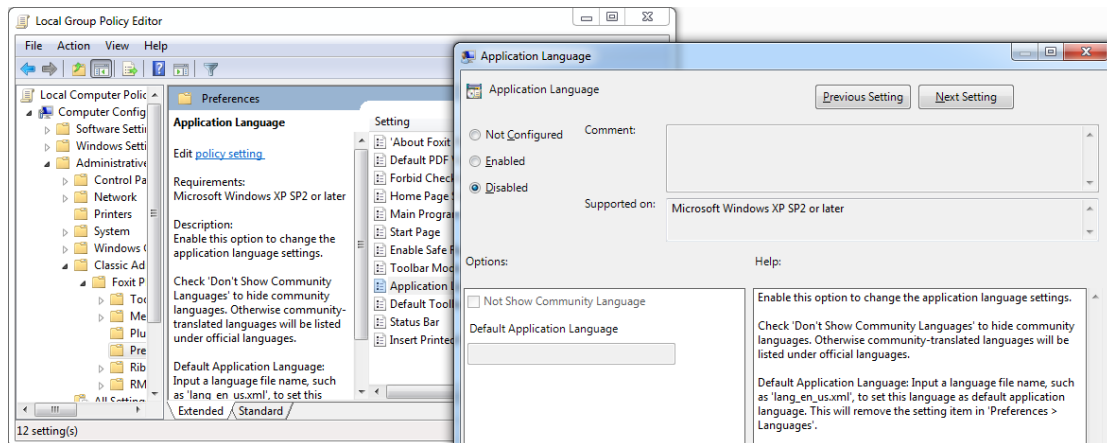 Local Group Policy Editor
File Action View Help
Local Computer Polic
Computer Config
Software Setti
Windows Setti
Administrative
Control Pa
Network
Printers
System
Windows
Classic Ad
Foxit P
Too
Me
Plu
Pre
Rib
RM
All Setting
Preferences
Application Language
Edit policy setting
Requirements:
Microsoft Windows XP SP2 or later
Description:
Enable this option to change the
application language settings.
Check 'Don't Show Community
Languages' to hide community
languages. Otherwise community-
translated languages will be listed
under official languages.
Default Application Language:
Input a language file name, such
as 'lang_en_us.xml', to set this
Setting
'About Foxit
Default PDF
Forbid Check
Home Page
Main Progra
Start Page
Enable Safe
Toolbar Mod
Application L
Default Tool
Status Bar
Insert Printed
Extended Standard
12 setting(s)
Application Language
Application Language
Previous Setting Next Setting
Not Configured
Enabled
Disabled
Comment:
Supported on:
Microsoft Windows XP SP2 or later
Options:
Help:
Not Show Community Language
Default Application Language
Enable this option to change the application language settings.
Check 'Don't Show Community Languages' to hide community
languages. Otherwise community-translated languages will be
listed under official languages.
Default Application Language: Input a language file name, such
as 'lang_en_us.xml', to set this language as default application
language. This will remove the setting item in 'Preferences >
Languages'.